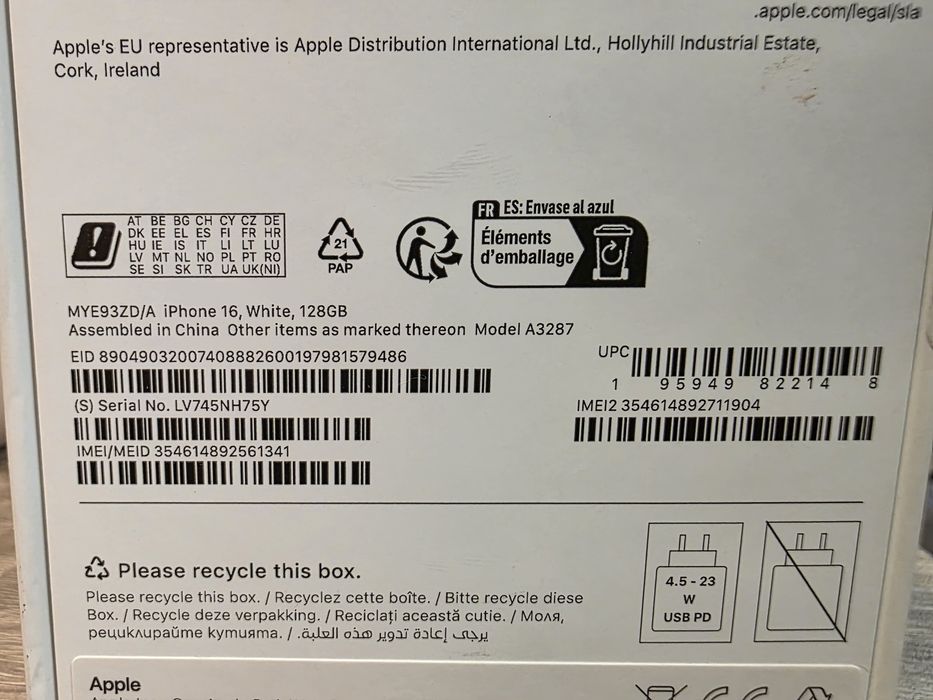 .apple.com/legal/sla
Apple's EU representative is Apple Distribution International Ltd., Hollyhill Industrial Estate,
Cork, Ireland
AT BE BG CH CY CZ DE
DK EE EL ES FI FR HR
HU IE IS IT LI LT LU
LV MT NL NO PL PT RO
SE SI SK TR UA UK(NI)
21
PAP
FR ES: Envase al azul
Éléments
d'emballage
MYE93ZD/A iPhone 16, White, 128GB
Assembled in China Other items as marked thereon Model A3287
EID 89049032007408882600197981579486
UPC
1 95949 82214 8
(S) Serial No. LV745NH75Y
IMEI2 354614892711904
IMEI/MEID 354614892561341
4.5 - 23
W
USB PD
Please recycle this box.
Please recycle this box. / Recyclez cette boîte. / Bitte recycle diese
Box. / Recycle deze verpakking. / Reciclați această cutie. / Моля,
рециклирайте кутията. / يرجى إعادة تدوير هذه العلبة.
Apple